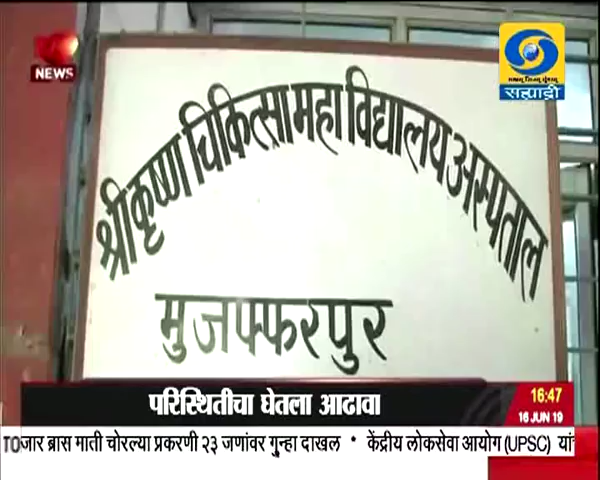 NEWS
सह्याद्री
श्रीकृष्ण चिकित्सा महा विद्यालय अस्पताल
मुजफ्फरपुर
परिस्थितीचा घेतला आढावा
16:47
16 JUN 19
TOजार ब्रास माती चोरल्या प्रकरणी २३ जणांवर गुन्हा दाखल * केंद्रीय लोकसेवा आयोग (UPSC) यां